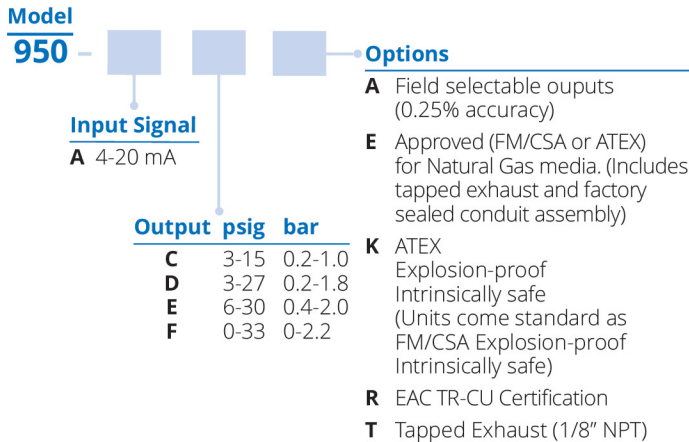 Model
950 -
Options
A Field selectable ouputs
(0.25% accuracy)
E Approved (FM/CSA or ATEX)
for Natural Gas media. (Includes
tapped exhaust and factory
sealed conduit assembly)
K ATEX
Explosion-proof
Intrinsically safe
(Units come standard as
FM/CSA Explosion-proof
Intrinsically safe)
R EAC TR-CU Certification
T Tapped Exhaust (1/8” NPT)
Input Signal
A 4-20 mA
Output psig bar
C 3-15 0.2-1.0
D 3-27 0.2-1.8
E 6-30 0.4-2.0
F 0-33 0-2.2